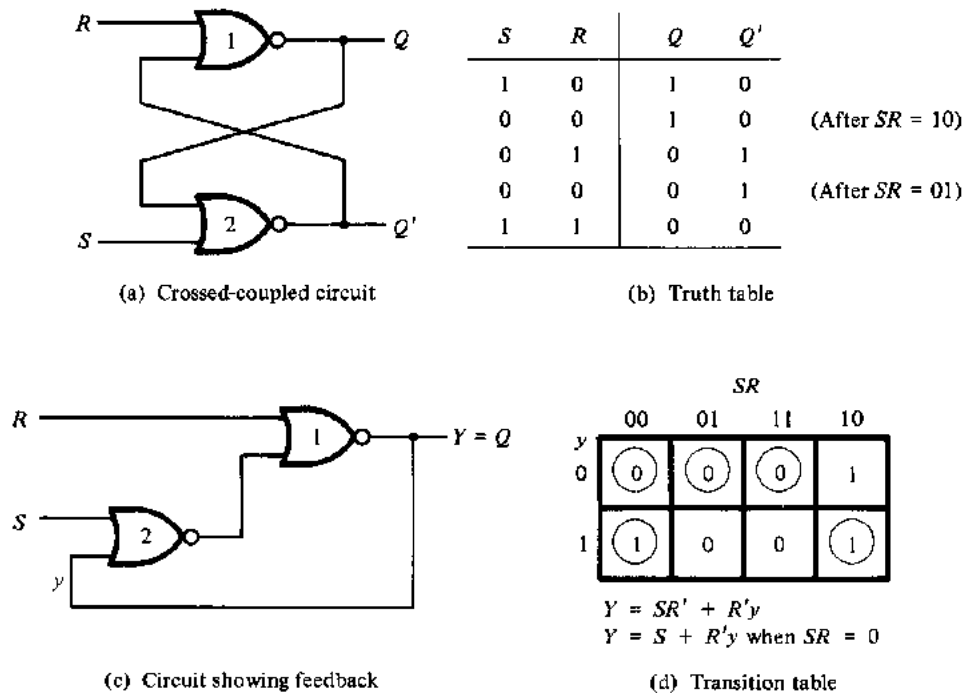 R
1
Q
2
S
Q'
(a) Crossed-coupled circuit
S R Q Q'
1 0 1 0
0 0 1 0 (After SR = 10)
0 1 0 1
0 0 0 1 (After SR = 01)
1 1 0 0
(b) Truth table
R
1
Y = Q
S
2
y
(c) Circuit showing feedback
SR
00 01 11 10
y
0 0 0 0 1
1 1 0 0 1
Y = SR' + R'y
Y = S + R'y when SR = 0
(d) Transition table